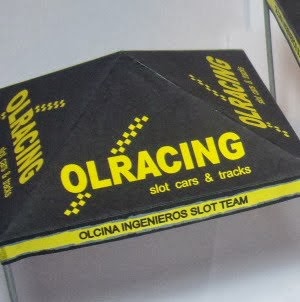 OLRACING
slot cars & tracks
OLRACING
slot cars & tracks
OLRACING
slot cars & tracks
OLCINA INGENIEROS SLOT TEAM